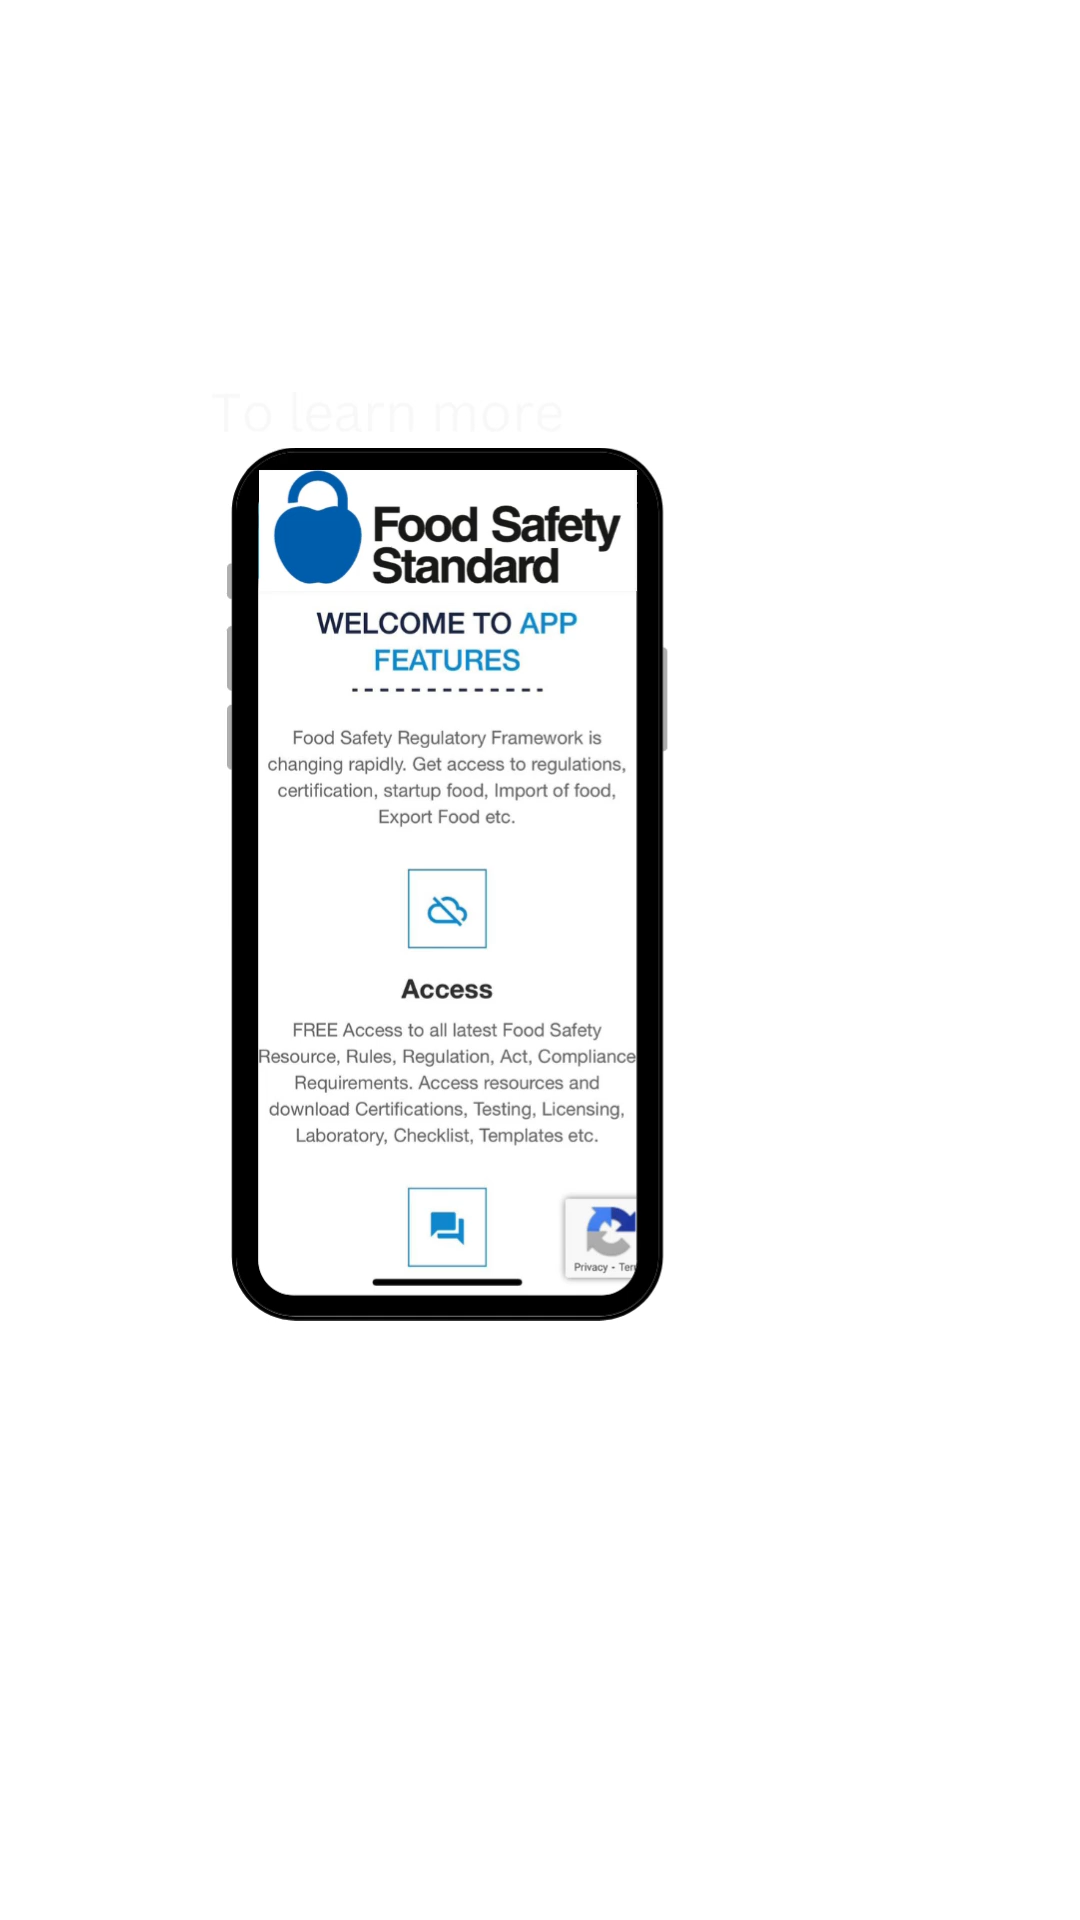 To learn more
Food Safety
Standard
WELCOME TO APP
FEATURES
Food Safety Regulatory Framework is
changing rapidly. Get access to regulations,
certification, startup food, Import of food,
Export Food etc.
Access
FREE Access to all latest Food Safety
Resource, Rules, Regulation, Act, Compliance
Requirements. Access resources and
download Certifications, Testing, Licensing,
Laboratory, Checklist, Templates etc.
Privacy -